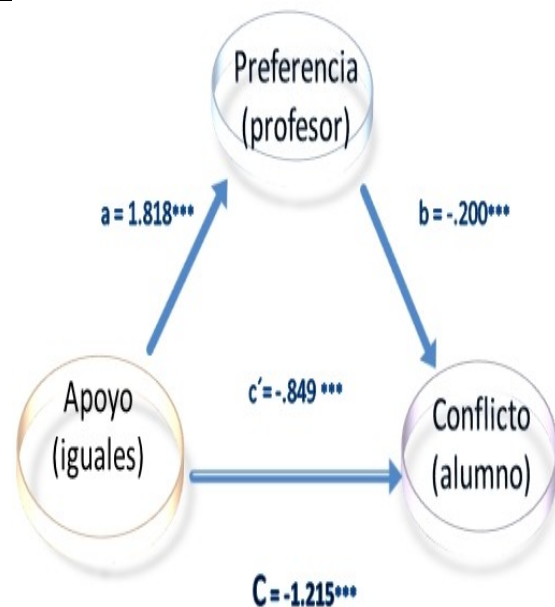 Preferencia
(profesor)
a = 1.818***
b = -.200***
c´= -.849 ***
Apoyo
(iguales)
Conflicto
(alumno)
C = -1.215***